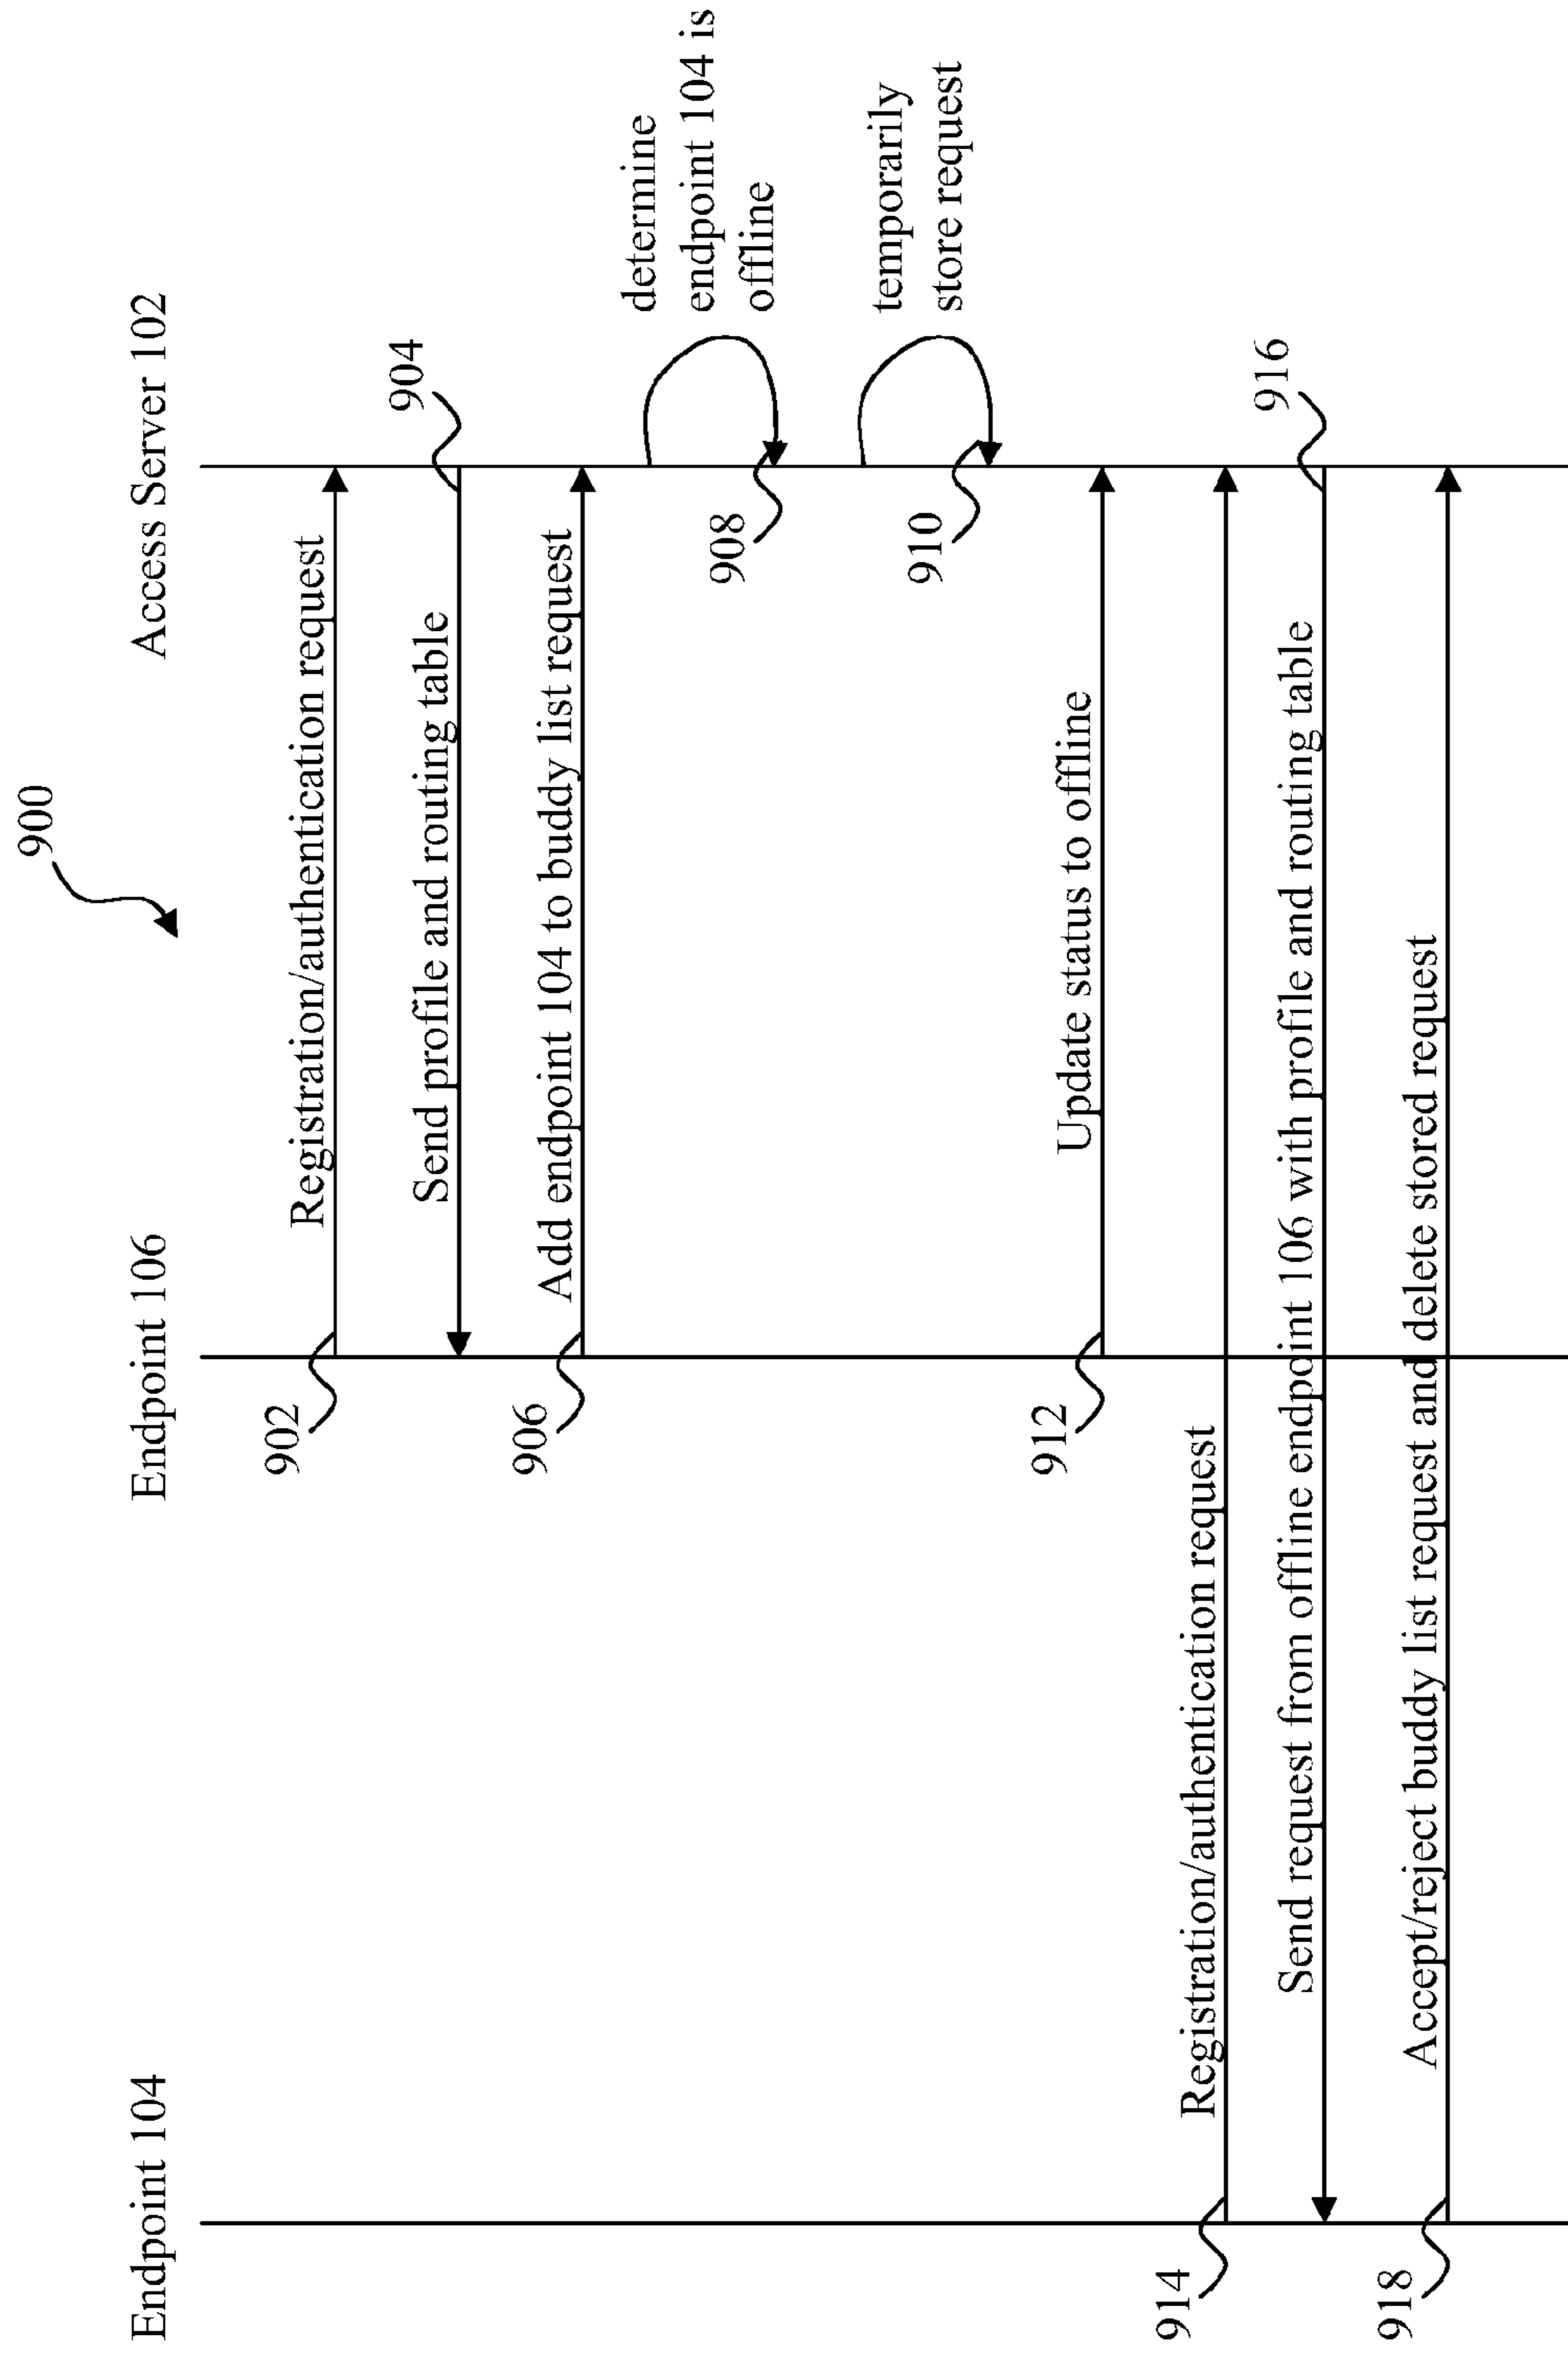 900
Endpoint 104
Endpoint 106
Access Server 102
902
Registration/authentication request
904
Send profile and routing table
906
Add endpoint 104 to buddy list request
determine
endpoint 104 is
offline
908
temporarily
store request
910
912
Update status to offline
914
Registration/authentication request
916
Send request from offline endpoint 106 with profile and routing table
918
Accept/reject buddy list request and delete stored request